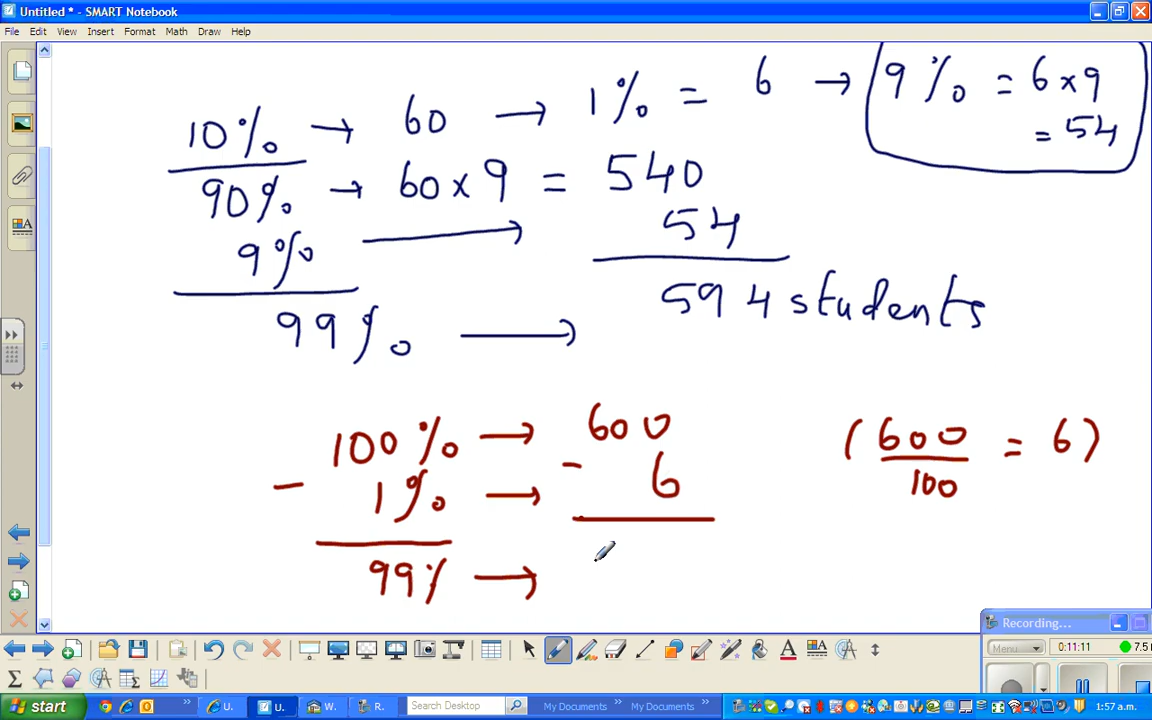 Untitled * - SMART Notebook
File Edit View Insert Format Math Draw Help
10% → 60 → 1% = 6 → 9% = 6 x 9
= 54
90% → 60 x 9 = 540
9% → 54
99% → 594 students
100% → 600 (600/100 = 6)
- 1% → - 6
99% →
Recording...
Menu 0:11:11 7.5
start U. U. W. R. Search Desktop My Documents My Documents 1:57 a.m.